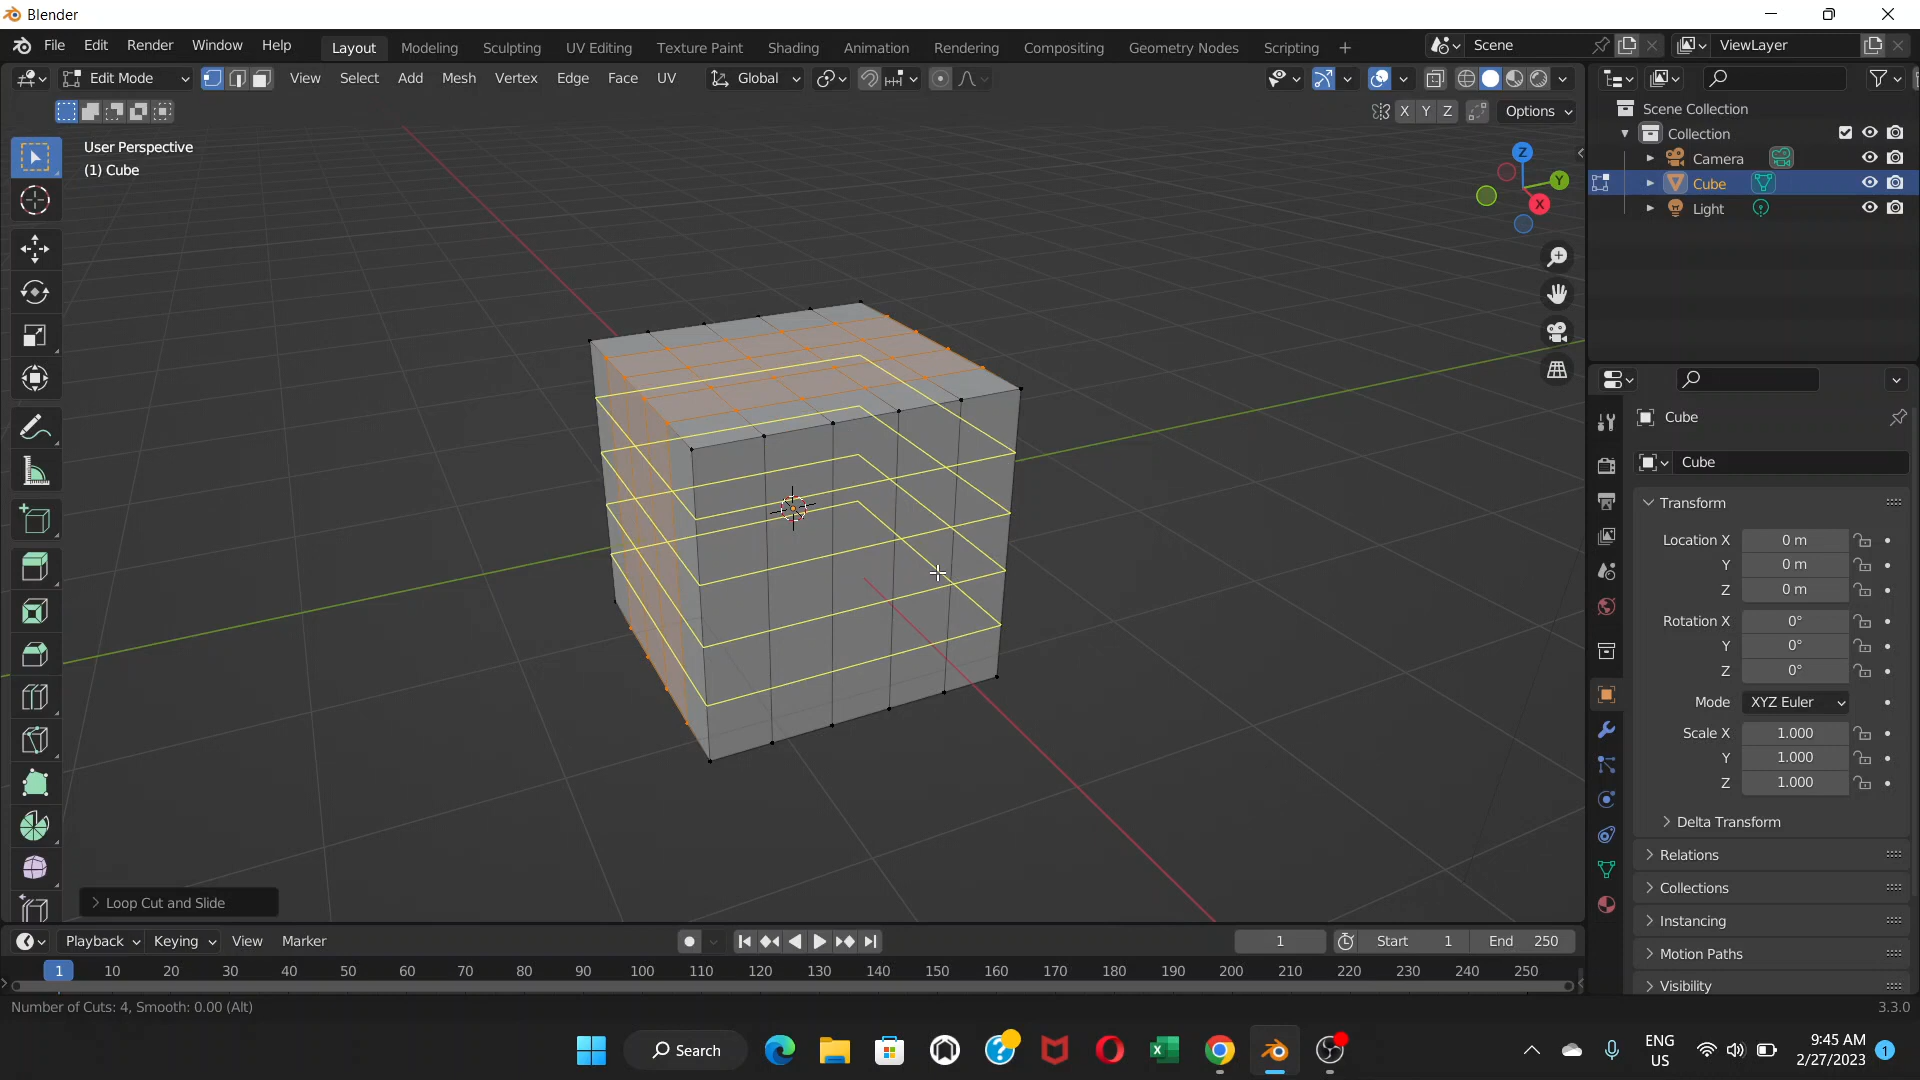 Blender
File Edit Render Window Help Layout Modeling Sculpting UV Editing Texture Paint Shading Animation Rendering Compositing Geometry Nodes Scripting + Scene ViewLayer
Edit Mode View Select Add Mesh Vertex Edge Face UV Global
X Y Z Options
User Perspective
(1) Cube
Z
Y
X
Loop Cut and Slide
Scene Collection
Collection
Camera
Cube
Light
Cube
Cube
Transform
Location X 0 m
Y 0 m
Z 0 m
Rotation X 0°
Y 0°
Z 0°
Mode XYZ Euler
Scale X 1.000
Y 1.000
Z 1.000
Delta Transform
Relations
Collections
Instancing
Motion Paths
Visibility
Playback Keying View Marker 1 Start 1 End 250
1 10 20 30 40 50 60 70 80 90 100 110 120 130 140 150 160 170 180 190 200 210 220 230 240 250
Number of Cuts: 4, Smooth: 0.00 (Alt) 3.3.0
Search
ENG
US
9:45 AM
2/27/2023
1